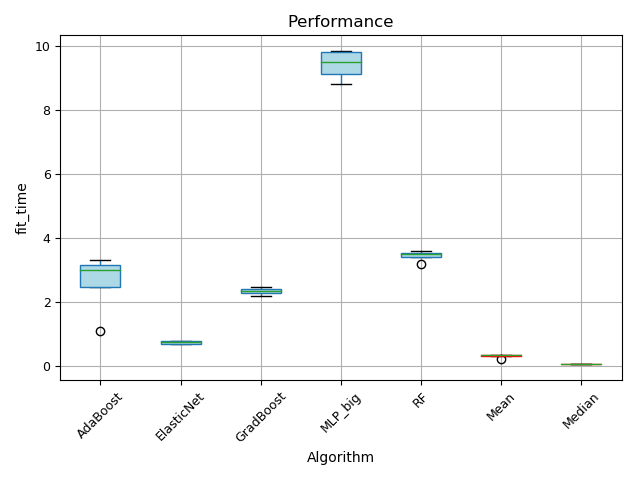 Performance
fit_time
10
8
6
4
2
0
AdaBoost
ElasticNet
GradBoost
MLP_big
RF
Mean
Median
Algorithm